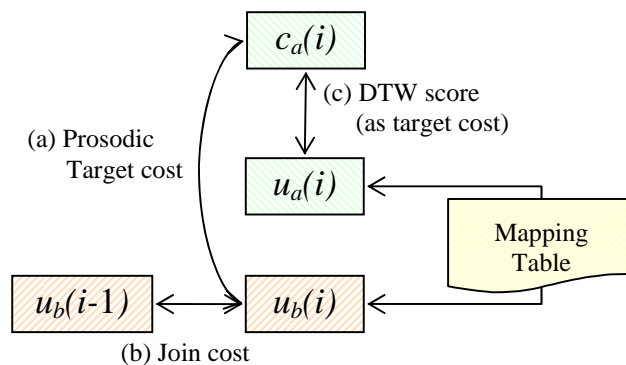 c_a(i)
(c) DTW score
(as target cost)
(a) Prosodic
Target cost
u_a(i)
Mapping
Table
u_b(i-1)
u_b(i)
(b) Join cost